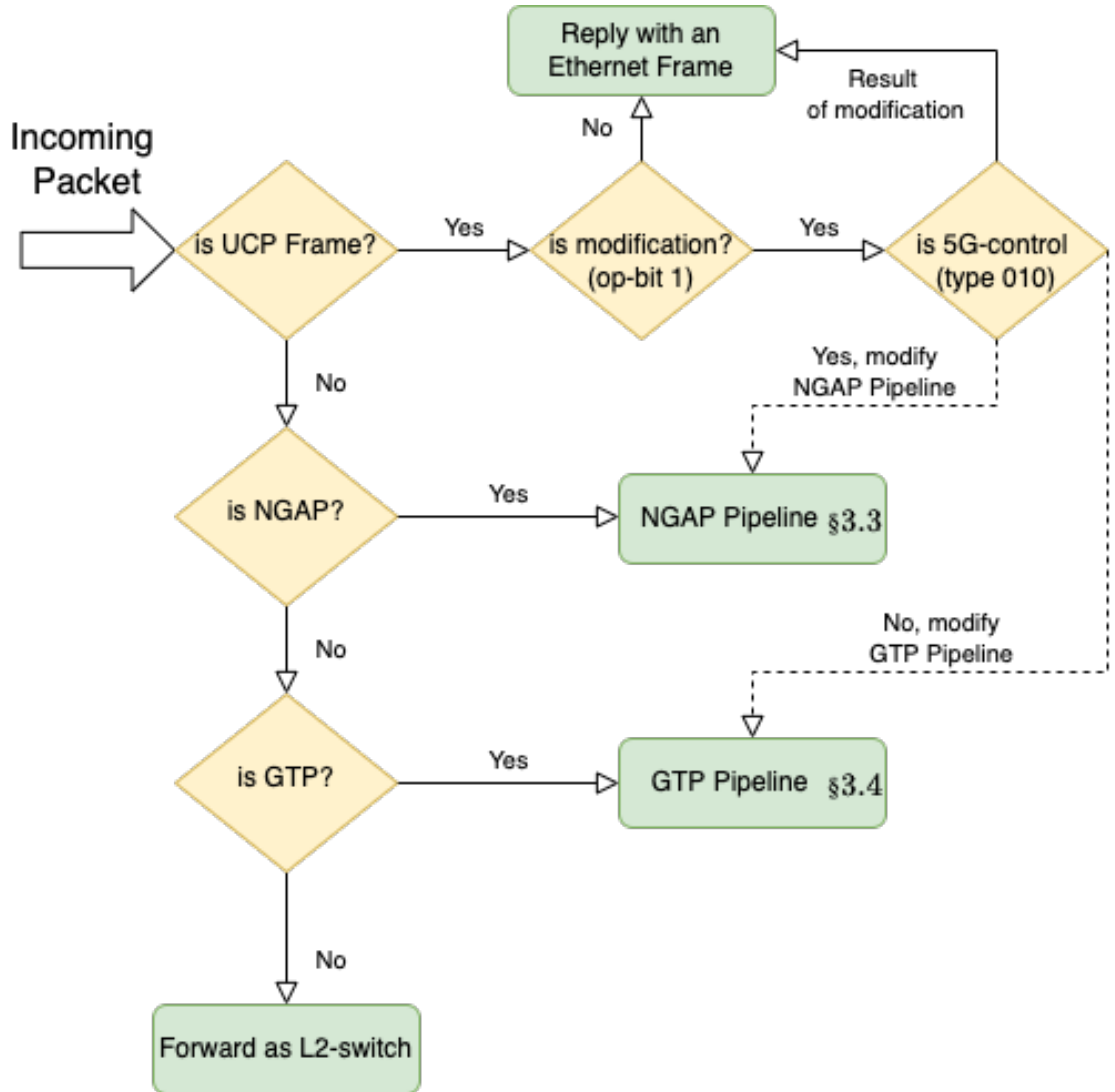 Reply with an
Ethernet Frame
Result
of modification
No
Incoming
Packet
is UCP Frame?
Yes
is modification?
(op-bit 1)
Yes
is 5G-control
(type 010)
No
Yes, modify
NGAP Pipeline
is NGAP?
Yes
NGAP Pipeline §3.3
No
No, modify
GTP Pipeline
is GTP?
Yes
GTP Pipeline §3.4
No
Forward as L2-switch